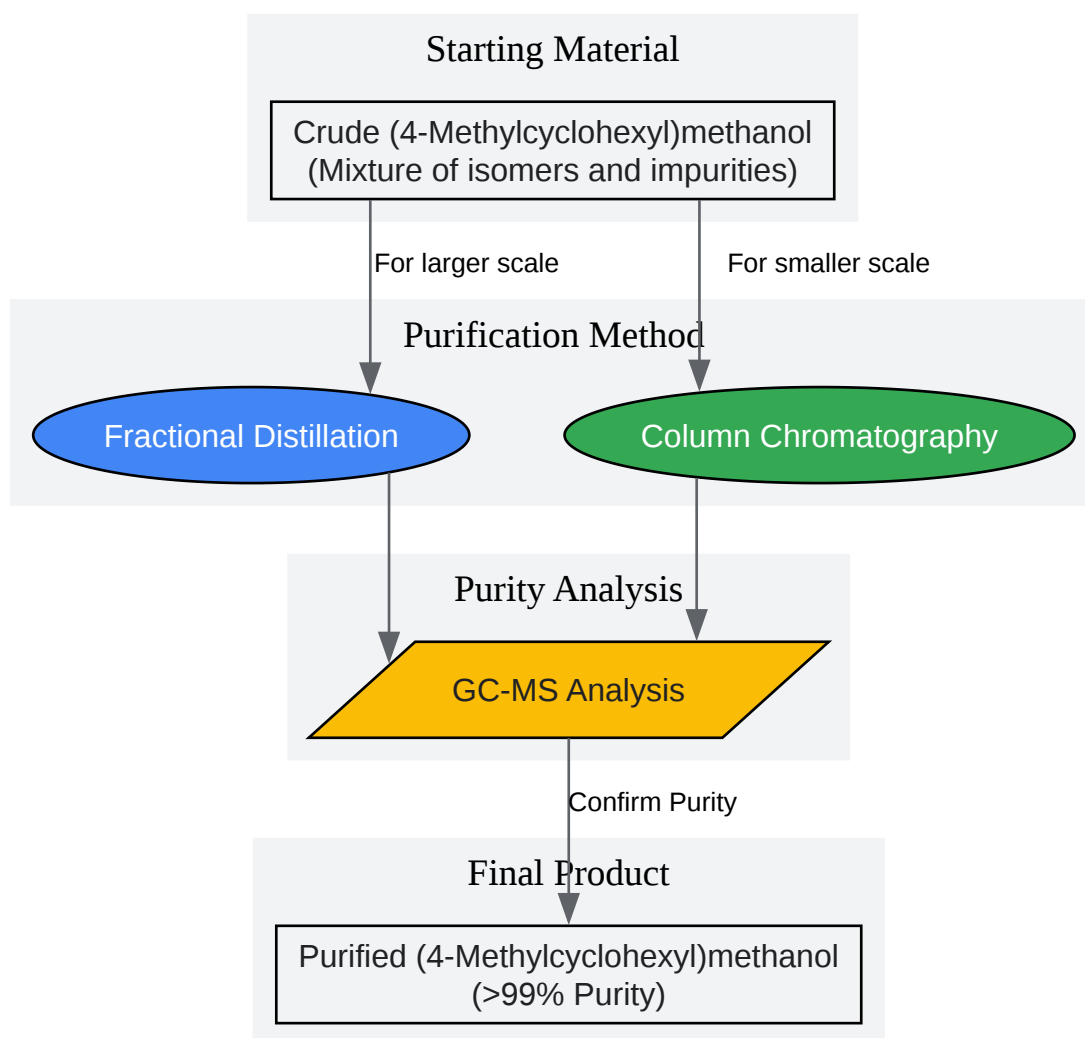 Starting Material
Crude (4-Methylcyclohexyl)methanol
(Mixture of isomers and impurities)
For larger scale
For smaller scale
Purification Method
Fractional Distillation
Column Chromatography
Purity Analysis
GC-MS Analysis
Confirm Purity
Final Product
Purified (4-Methylcyclohexyl)methanol
(>99% Purity)